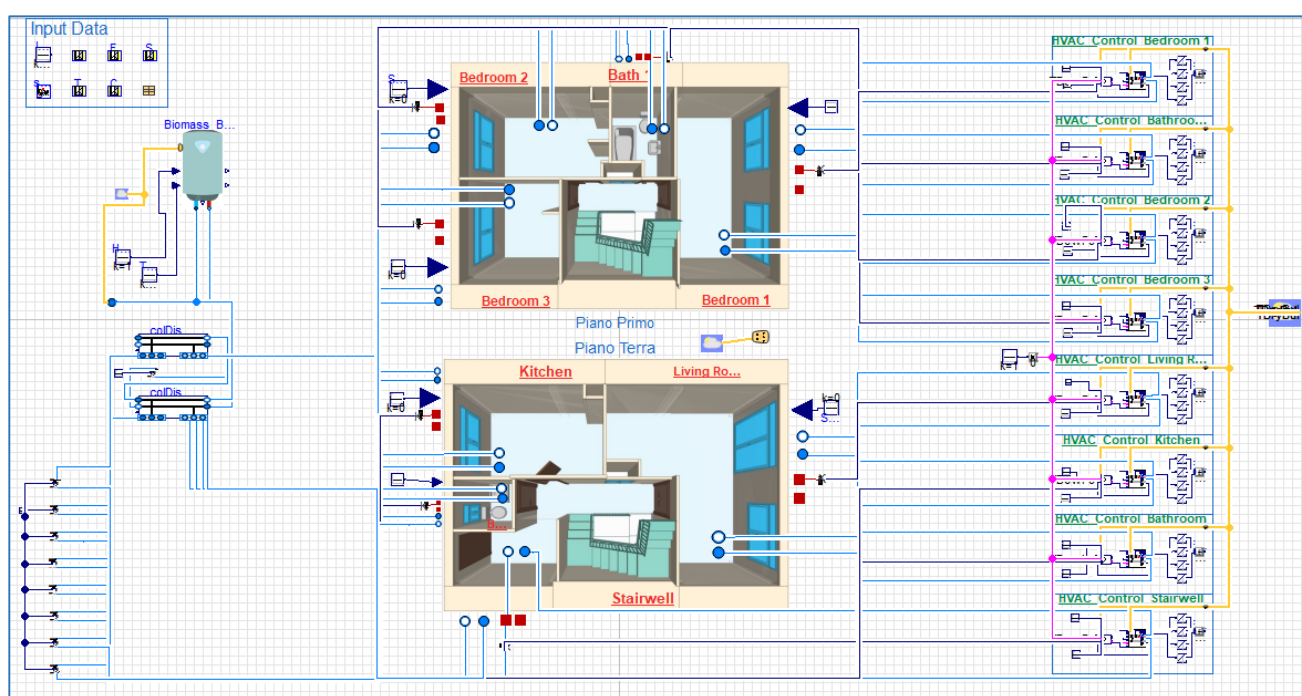 Input Data
E
S
K...
S
T
C
Biomass B...
H...
K=1
T...
K...
colDis...
colDis...
E
Bedroom 2
Bath
S...
k=0
k=0
Bedroom 3
Bedroom 1
Piano Primo
Piano Terra
Kitchen
Living Ro...
k=0
k=0
S...
B...
Stairwell
K=1
HVAC_Control_Bedroom 1
HVAC_Control_Bathroo...
HVAC_Control_Bedroom 2
HVAC_Control_Bedroom 3
HVAC_Control_Living R...
HVAC_Control_Kitchen
HVAC_Control_Bathroom
HVAC_Control_Stairwell